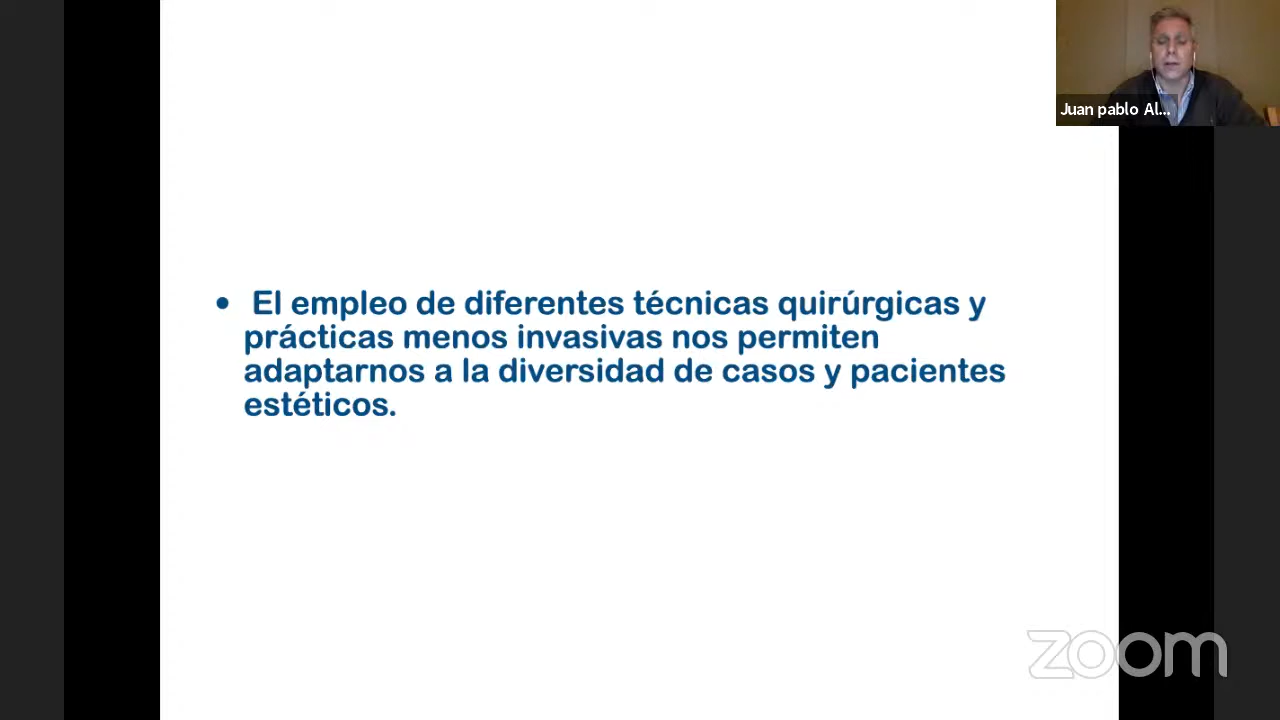 Juan pablo Al...
• El empleo de diferentes técnicas quirúrgicas y
prácticas menos invasivas nos permiten
adaptarnos a la diversidad de casos y pacientes
estéticos.
zoom